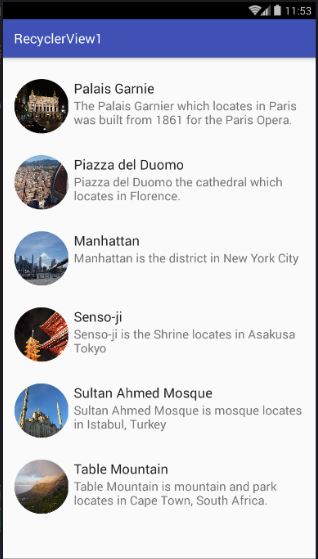 11:53
RecyclerView1
Palais Garnie
The Palais Garnier which locates in Paris
was built from 1861 for the Paris Opera.
Piazza del Duomo
Piazza del Duomo the cathedral which
locates in Florence.
Manhattan
Manhattan is the district in New York City
Senso-ji
Senso-ji is the Shrine locates in Asakusa
Tokyo
Sultan Ahmed Mosque
Sultan Ahmed Mosque is mosque locates
in Istabul, Turkey
Table Mountain
Table Mountain is mountain and park
locates in Cape Town, South Africa.